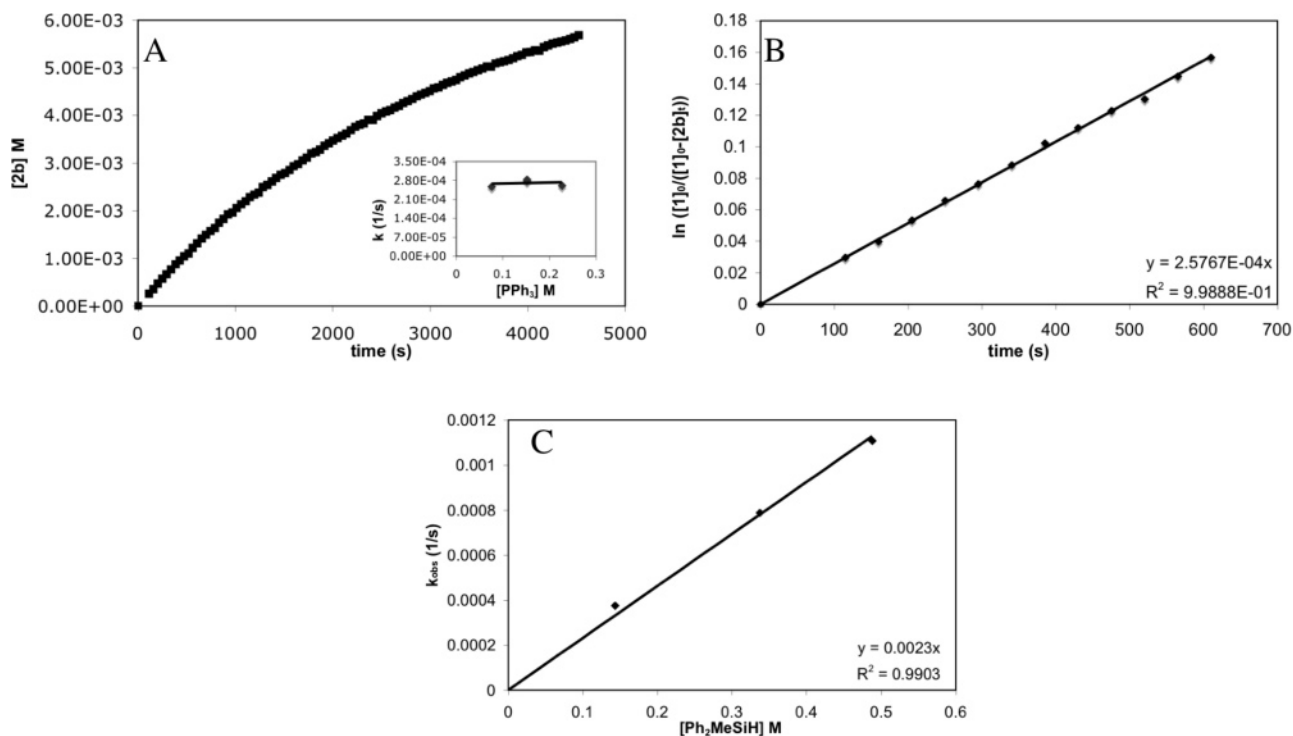 A
[2b] M
6.00E-03
5.00E-03
4.00E-03
3.00E-03
2.00E-03
1.00E-03
0.00E+00
0 1000 2000 3000 4000 5000
time (s)
k (1/s)
3.50E-04
2.80E-04
2.10E-04
1.40E-04
7.00E-05
0.00E+00
0 0.1 0.2 0.3
[PPh₃] M
B
ln ([1]₀/([1]₀-[2b]ₜ))
0.18
0.16
0.14
0.12
0.1
0.08
0.06
0.04
0.02
0
y = 2.5767E-04x
R² = 9.9888E-01
0 100 200 300 400 500 600 700
time (s)
C
k_obs (1/s)
0.0012
0.001
0.0008
0.0006
0.0004
0.0002
0
y = 0.0023x
R² = 0.9903
0 0.1 0.2 0.3 0.4 0.5 0.6
[Ph₂MeSiH] M